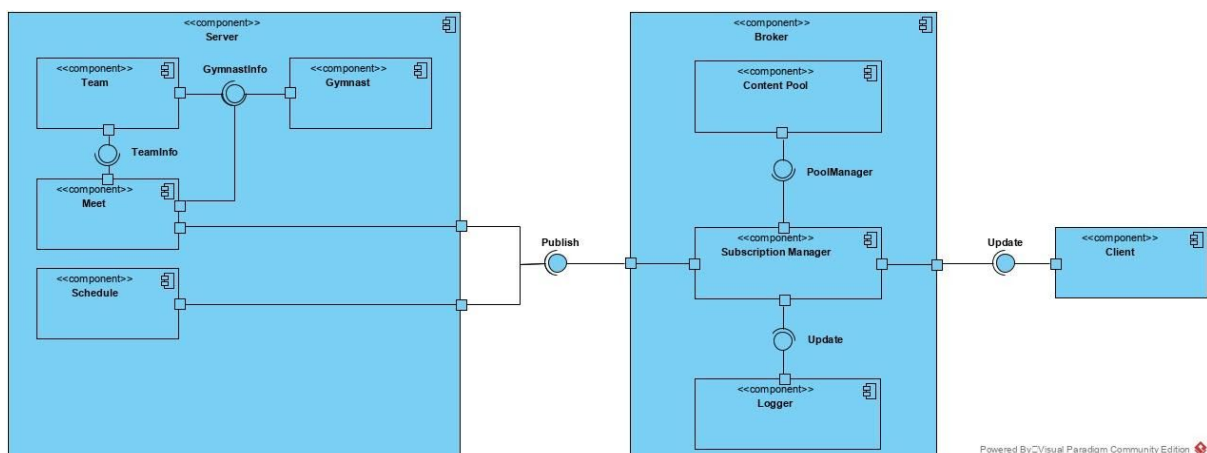 <<component>>
Server
<<component>>
Team
GymnastInfo
<<component>>
Gymnast
TeamInfo
<<component>>
Meet
<<component>>
Schedule
Publish
<<component>>
Broker
<<component>>
Content Pool
PoolManager
<<component>>
Subscription Manager
Update
<<component>>
Logger
Update
<<component>>
Client
Powered By Visual Paradigm Community Edition